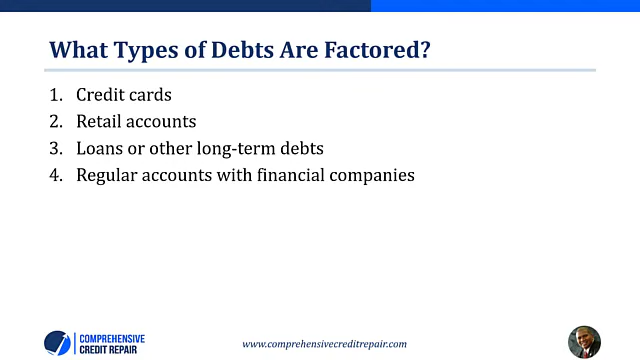 What Types of Debts Are Factored?
1. Credit cards
2. Retail accounts
3. Loans or other long-term debts
4. Regular accounts with financial companies
COMPREHENSIVE
CREDIT REPAIR
www.comprehensivecreditrepair.com